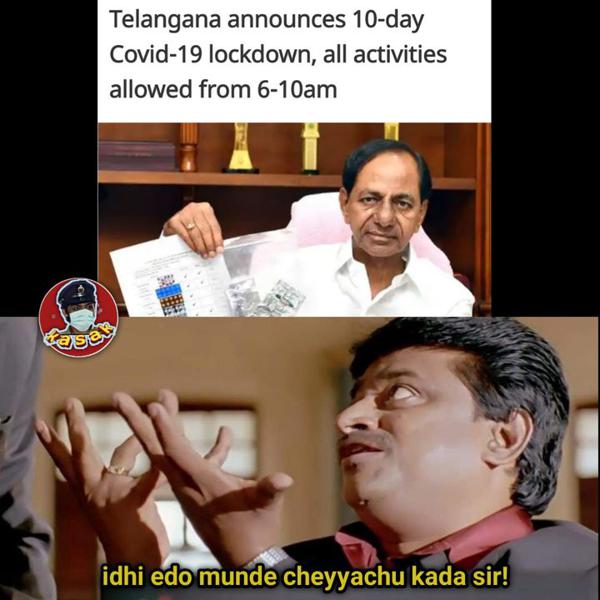 Telangana announces 10-day
Covid-19 lockdown, all activities
allowed from 6-10am
kasak
idhi edo munde cheyyachu kada sir!